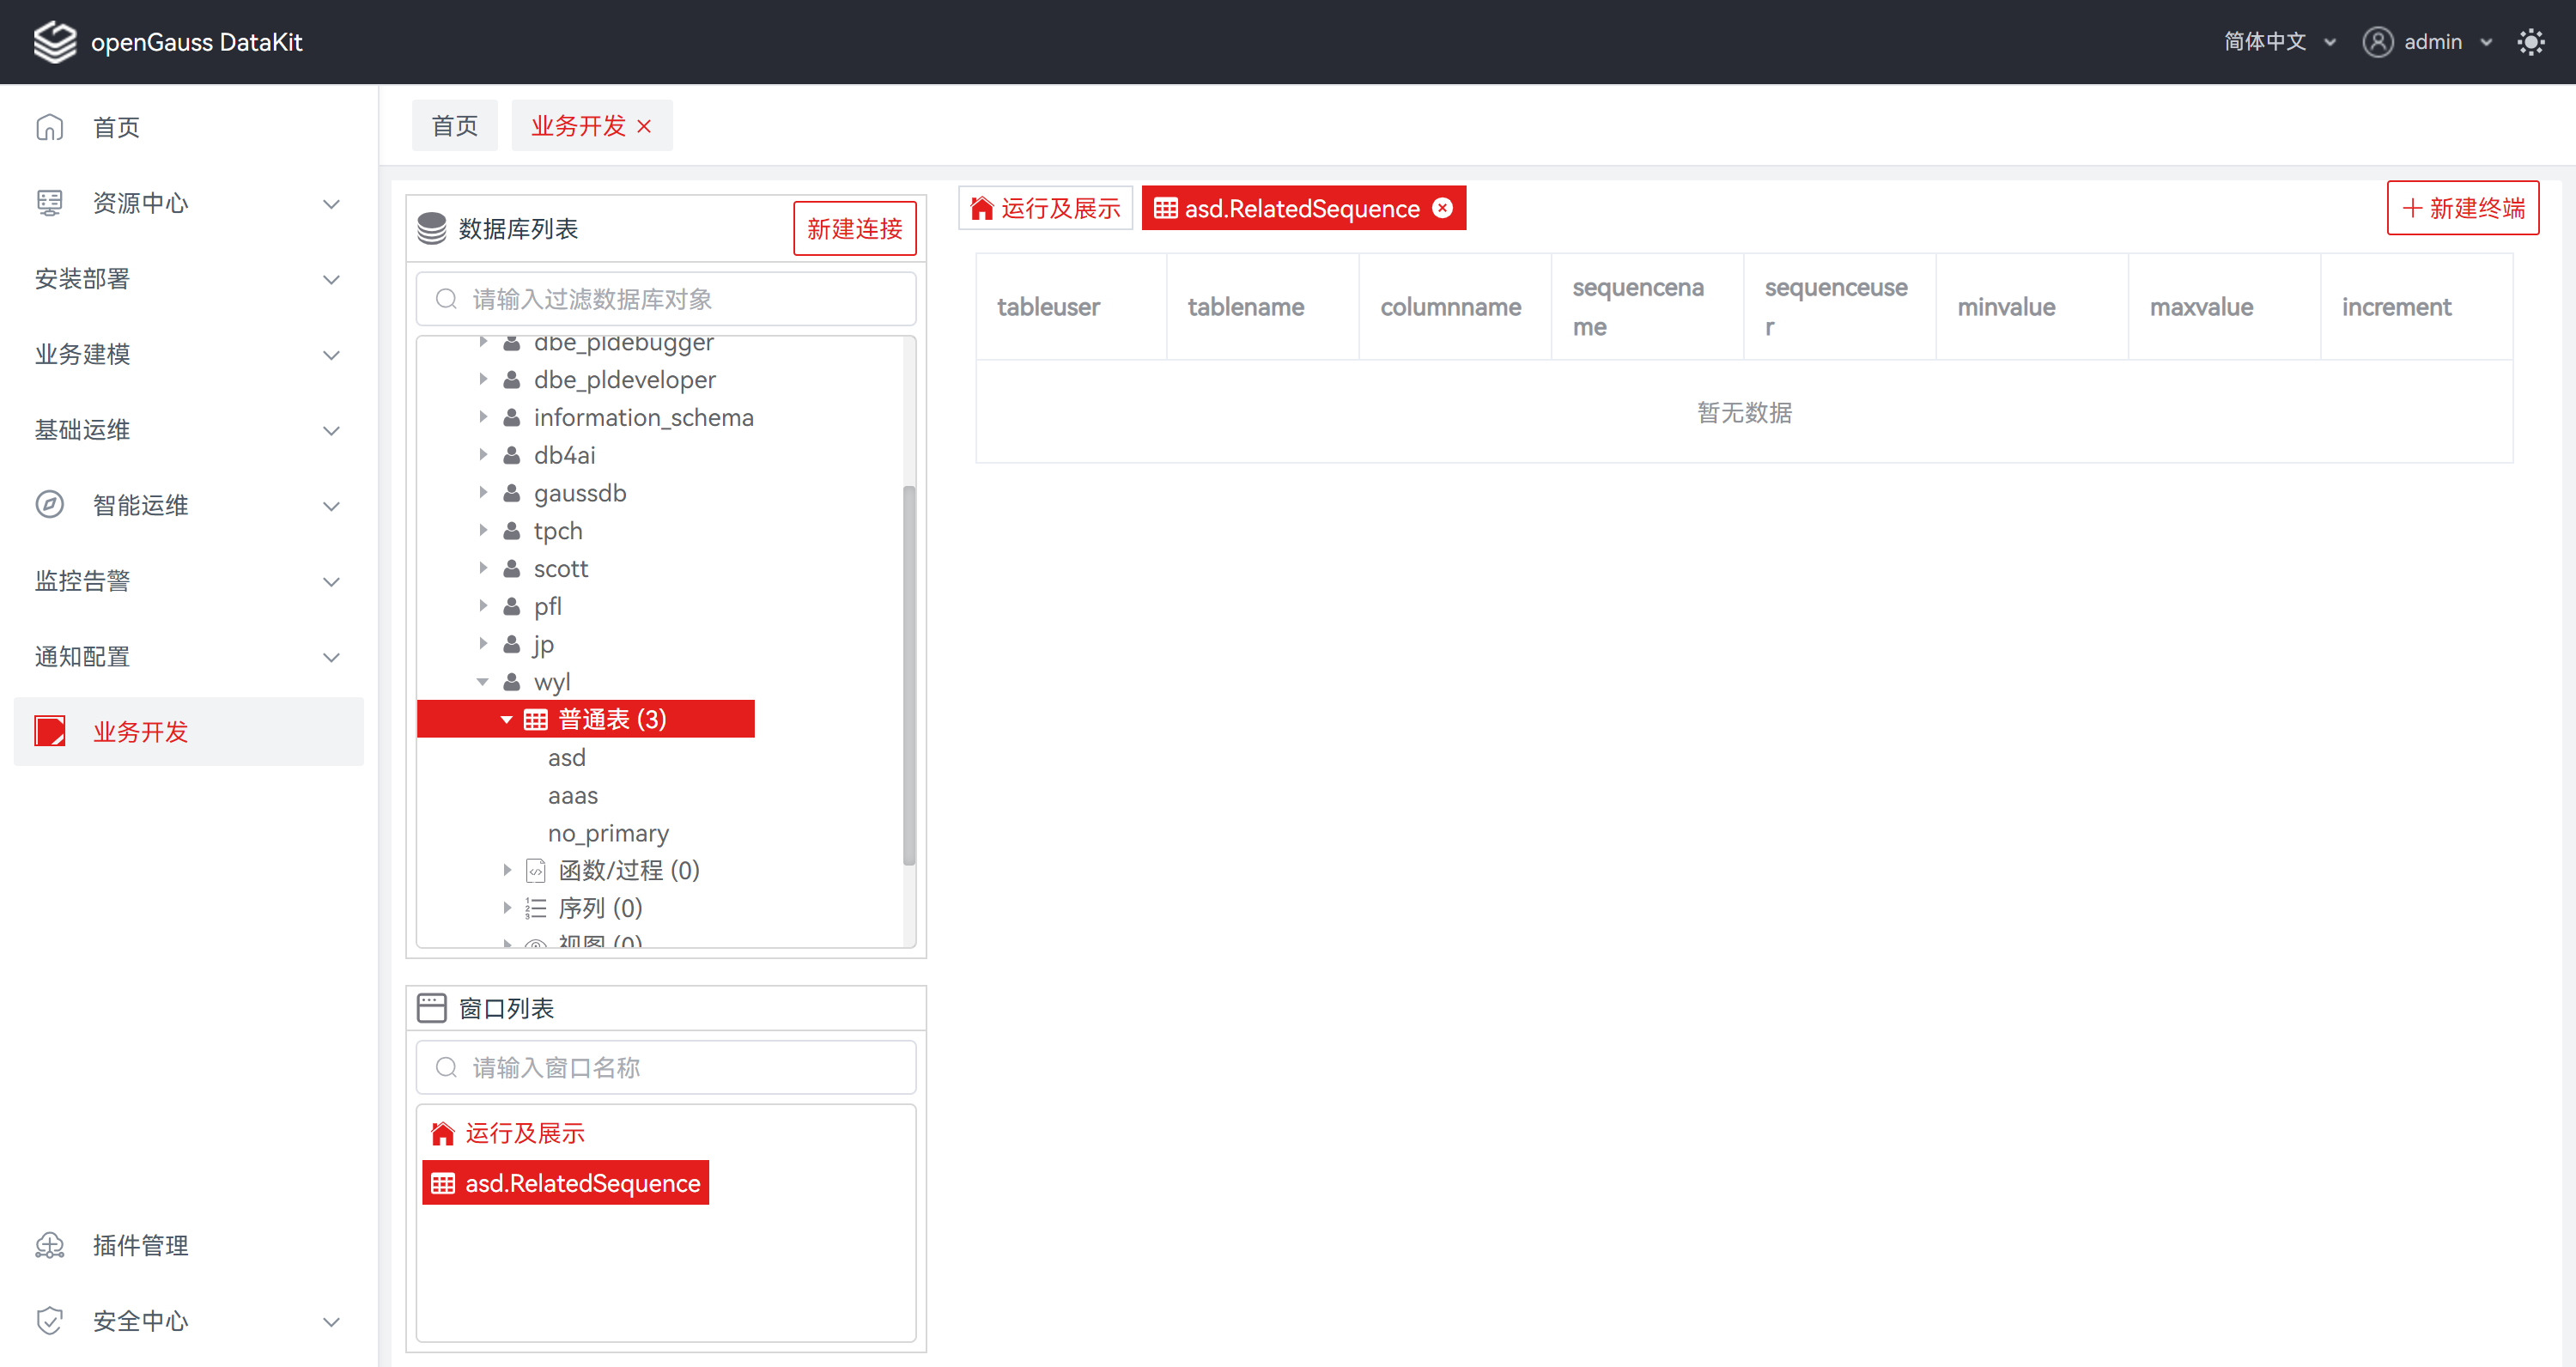 openGauss DataKit
简体中文
admin
首页
资源中心
安装部署
业务建模
基础运维
智能运维
监控告警
通知配置
业务开发
插件管理
安全中心
首页
业务开发
数据库列表
新建连接
请输入过滤数据库对象
dbe_pldebugger
dbe_pldeveloper
information_schema
db4ai
gaussdb
tpch
scott
pfl
jp
wyl
普通表 (3)
asd
aaas
no_primary
函数/过程 (0)
序列 (0)
视图 (0)
窗口列表
请输入窗口名称
运行及展示
asd.RelatedSequence
运行及展示
asd.RelatedSequence
新建终端
tableuser
tablename
columnname
sequencena
me
sequenceuse
r
minvalue
maxvalue
increment
暂无数据